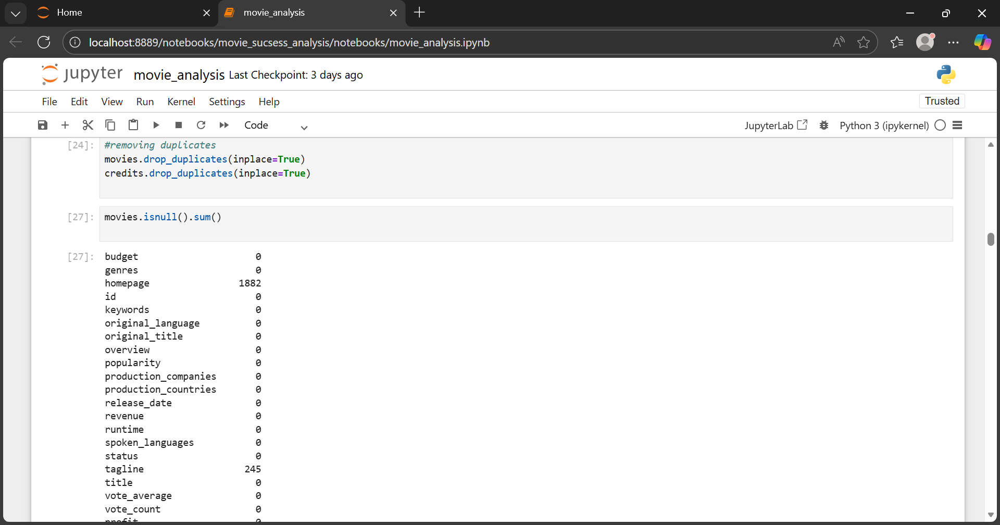 Home
movie_analysis
localhost:8889/notebooks/movie_sucsess_analysis/notebooks/movie_analysis.ipynb
jupyter movie_analysis Last Checkpoint: 3 days ago
File Edit View Run Kernel Settings Help Trusted
Code JupyterLab Python 3 (ipykernel)
[24]: #removing duplicates
movies.drop_duplicates(inplace=True)
credits.drop_duplicates(inplace=True)
[27]: movies.isnull().sum()
[27]: budget 0
genres 0
homepage 1882
id 0
keywords 0
original_language 0
original_title 0
overview 0
popularity 0
production_companies 0
production_countries 0
release_date 0
revenue 0
runtime 0
spoken_languages 0
status 0
tagline 245
title 0
vote_average 0
vote_count 0
profit 0